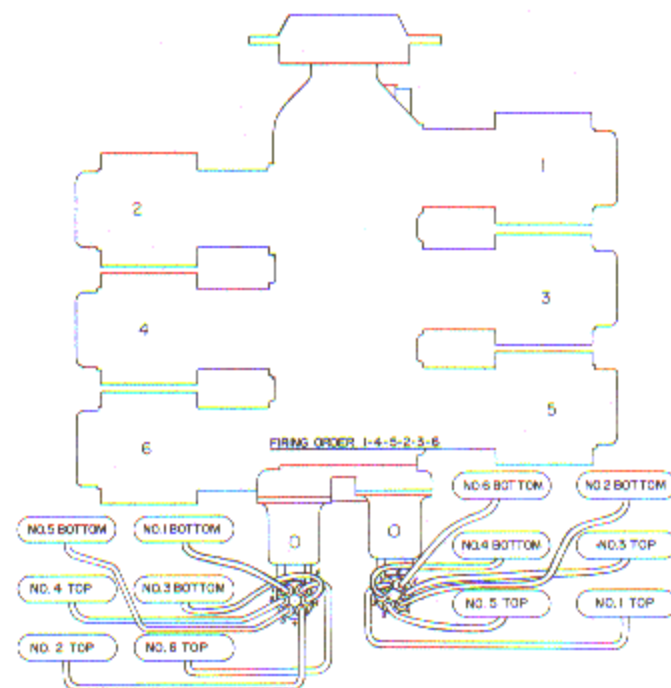 1
2
3
4
5
6
FIRING ORDER 1-4-5-2-3-6
NO.6 BOTTOM
NO.2 BOTTOM
NO.5 BOTTOM
NO.1 BOTTOM
NO.4 BOTTOM
NO.3 TOP
NO. 4 TOP
NO.3 BOTTOM
NO. 5 TOP
NO. 1 TOP
NO. 2 TOP
NO. 6 TOP